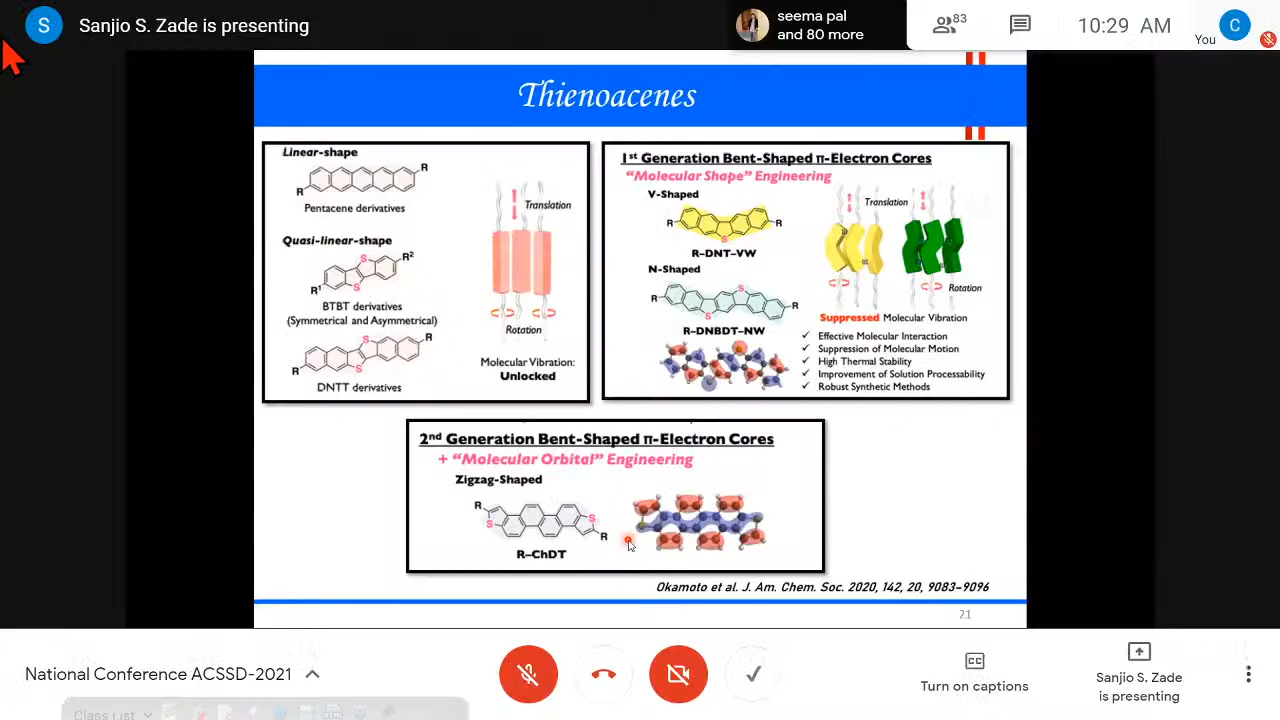 S
Sanjio S. Zade is presenting
seema pal
and 80 more
83
10:29 AM
You
C
Thienoacenes
Linear-shape
R
R
Pentacene derivatives
Quasi-linear-shape
R²
S
S
R¹
BTBT derivatives
(Symmetrical and Asymmetrical)
S
R
S
R
DNTT derivatives
Translation
Rotation
Molecular Vibration:
Unlocked
1st Generation Bent-Shaped π-Electron Cores
"Molecular Shape" Engineering
V-Shaped
R
R
S
R-DNT-VW
N-Shaped
S
R
R
S
R-DNBDT-NW
Translation
Rotation
Suppressed Molecular Vibration
✓ Effective Molecular Interaction
✓ Suppression of Molecular Motion
✓ High Thermal Stability
✓ Improvement of Solution Processability
✓ Robust Synthetic Methods
2nd Generation Bent-Shaped π-Electron Cores
+ "Molecular Orbital" Engineering
Zigzag-Shaped
R
S
S
R
R-ChDT
Okamoto et al. J. Am. Chem. Soc. 2020, 142, 20, 9083-9096
21
National Conference ACSSD-2021
Turn on captions
Sanjio S. Zade
is presenting
Class List
HTML